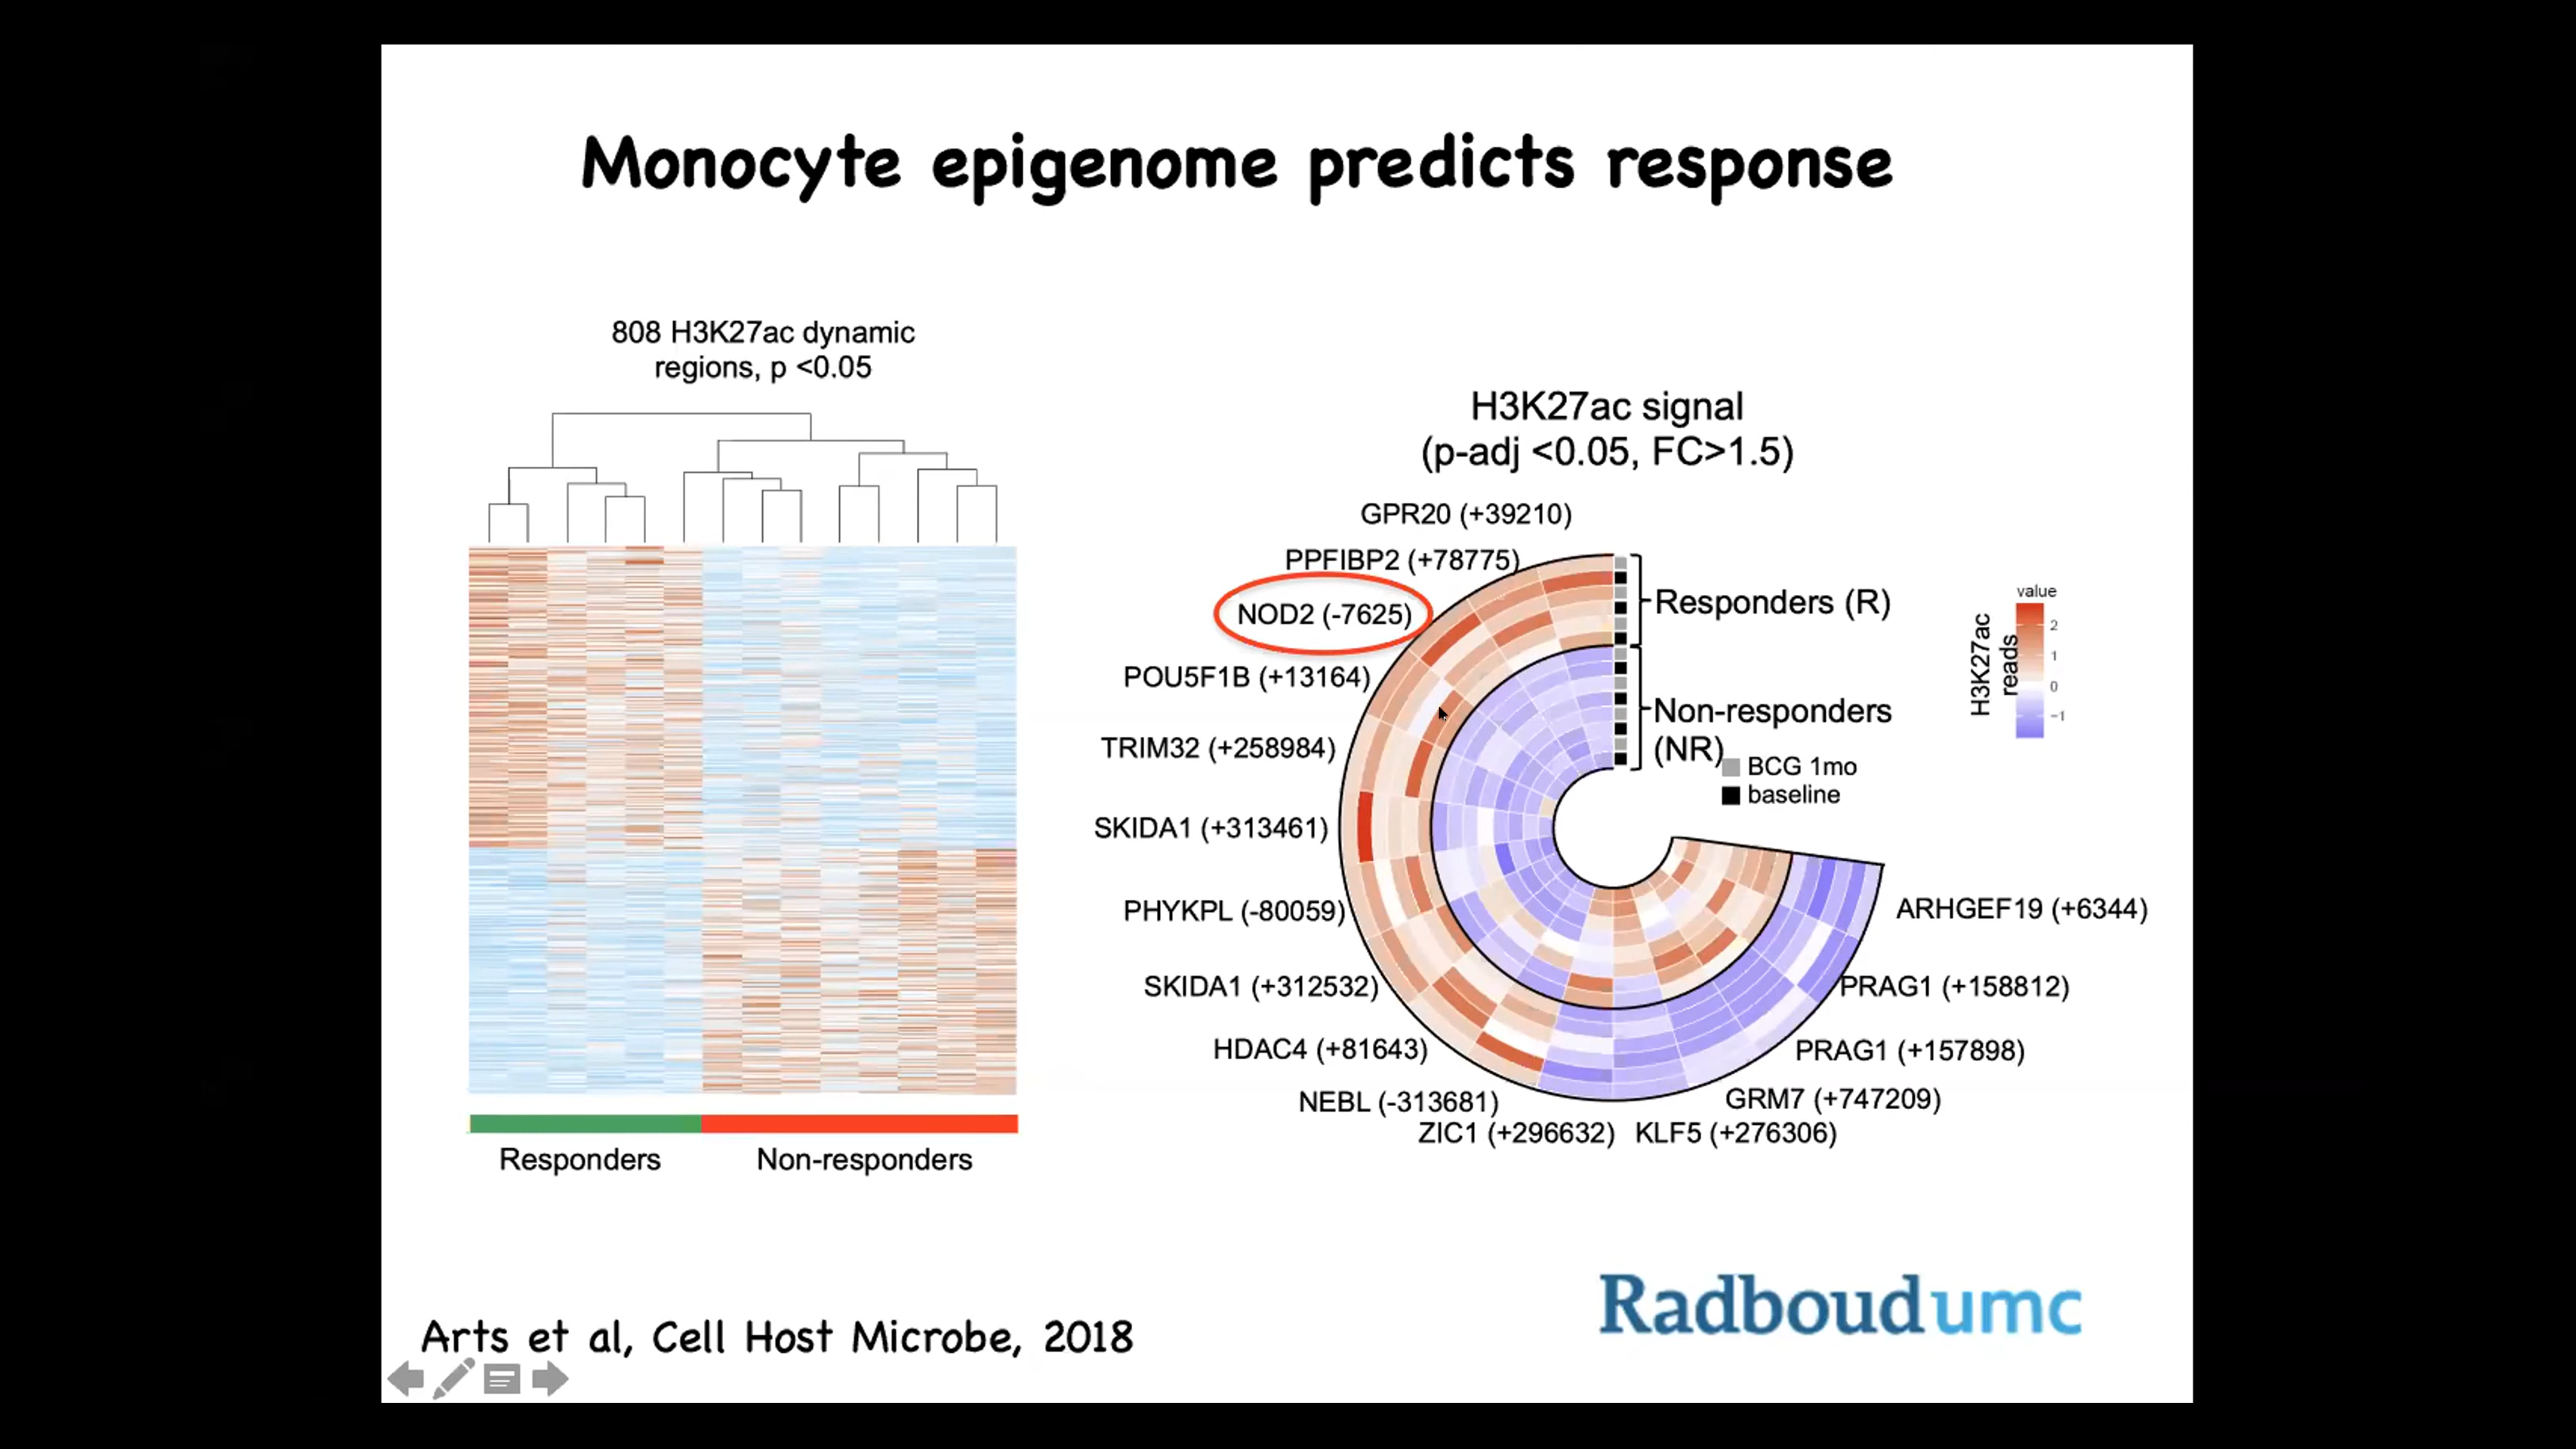 Monocyte epigenome predicts response
808 H3K27ac dynamic
regions, p <0.05
Responders
Non-responders
H3K27ac signal
(p-adj <0.05, FC>1.5)
GPR20 (+39210)
PPFIBP2 (+78775)
NOD2 (-7625)
POU5F1B (+13164)
TRIM32 (+258984)
SKIDA1 (+313461)
PHYKPL (-80059)
SKIDA1 (+312532)
HDAC4 (+81643)
NEBL (-313681)
ZIC1 (+296632)
KLF5 (+276306)
GRM7 (+747209)
PRAG1 (+157898)
PRAG1 (+158812)
ARHGEF19 (+6344)
Responders (R)
Non-responders
(NR)
BCG 1mo
baseline
value
H3K27ac
reads
2
1
0
−1
Arts et al, Cell Host Microbe, 2018
Radboudumc